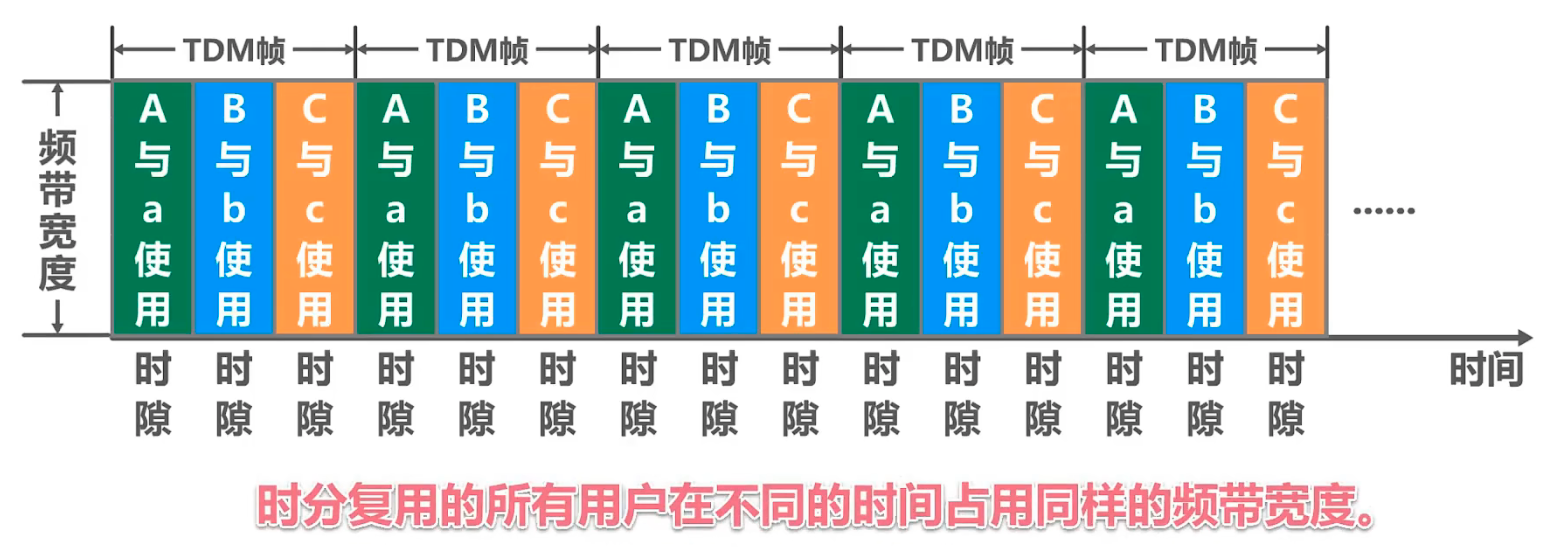 TDM帧 TDM帧 TDM帧 TDM帧 TDM帧
频带宽度
A与a使用 B与b使用 C与c使用 A与a使用 B与b使用 C与c使用 A与a使用 B与b使用 C与c使用 A与a使用 B与b使用 C与c使用 A与a使用 B与b使用 C与c使用 ······
时隙 时隙 时隙 时隙 时隙 时隙 时隙 时隙 时隙 时隙 时隙 时隙 时隙 时隙 时隙 时间
时分复用的所有用户在不同的时间占用同样的频带宽度。